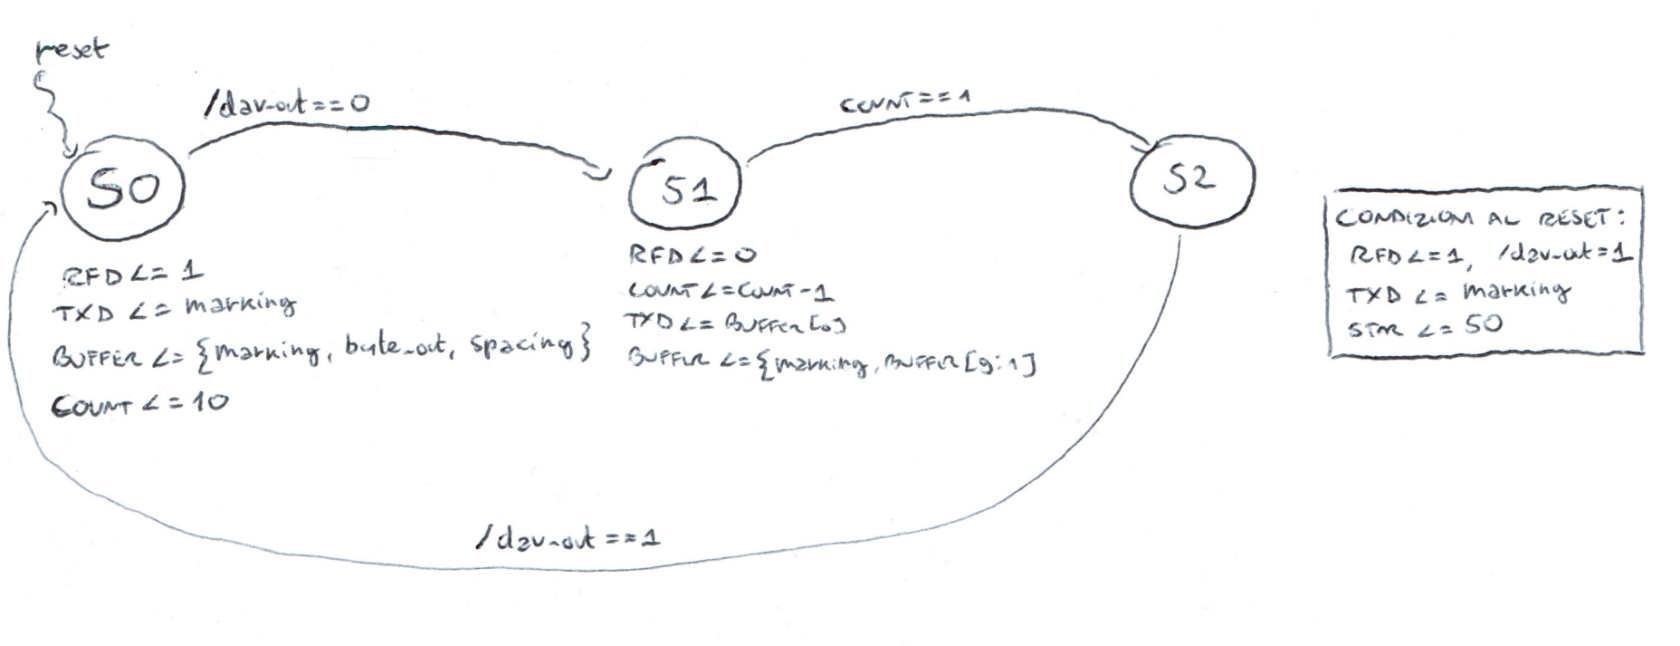 reset
/dav-out==0
COUNT==1
S0
S1
S2
RFD<=1
TXD<=marking
BUFFER<={marking, byte_out, spacing}
COUNT<=10
RFD<=0
COUNT<=COUNT-1
TXD<=BUFFER[0]
BUFFER<={marking, BUFFER[9:1]
CONDIZIONI AL RESET:
RFD<=1, /dav-out=1
TXD<=marking
STAR<=S0
/dav-out==1